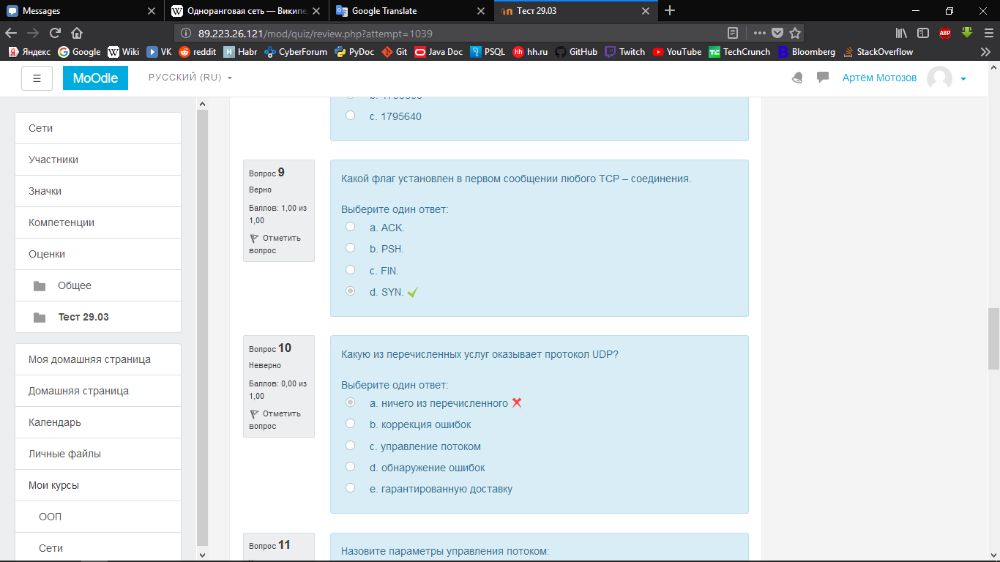 Messages
Одноранговая сеть — Википе
Google Translate
Тест 29.03
89.223.26.121/mod/quiz/review.php?attempt=1039
ABP
Яндекс Google Wiki VK reddit Habr CyberForum PyDoc Git Java Doc PSQL hh.ru GitHub Twitch YouTube TechCrunch Bloomberg StackOverflow
MoOdle
РУССКИЙ (RU)
Артём Мотозов
Сети
Участники
Значки
Компетенции
Оценки
Общее
Тест 29.03
Моя домашняя страница
Домашняя страница
Календарь
Личные файлы
Мои курсы
ООП
Сети
c. 1795640
Вопрос 9
Верно
Баллов: 1,00 из
1,00
Отметить
вопрос
Какой флаг установлен в первом сообщении любого TCP – соединения.
Выберите один ответ:
a. ACK.
b. PSH.
c. FIN.
d. SYN.
Вопрос 10
Неверно
Баллов: 0,00 из
1,00
Отметить
вопрос
Какую из перечисленных услуг оказывает протокол UDP?
Выберите один ответ:
a. ничего из перечисленного
b. коррекция ошибок
c. управление потоком
d. обнаружение ошибок
e. гарантированную доставку
Вопрос 11
Назовите параметры управления потоком: